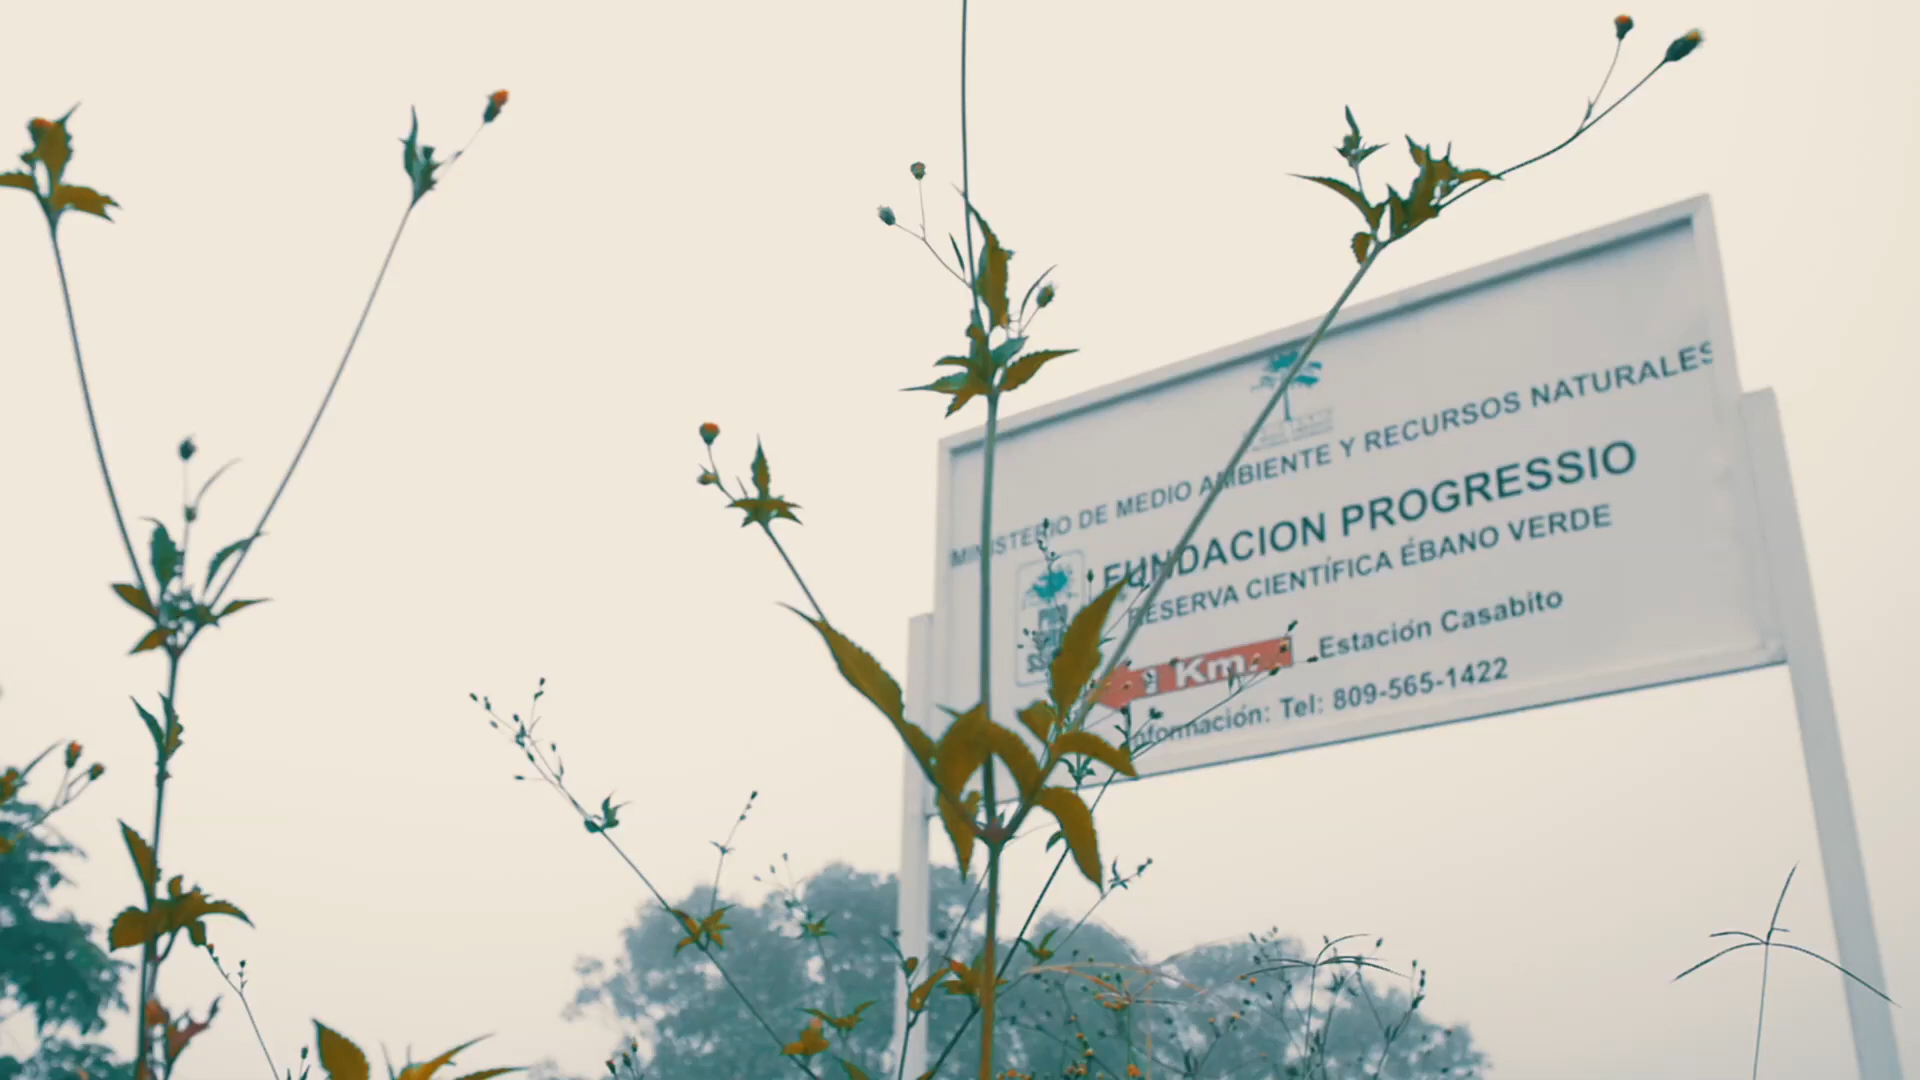 MINISTERIO DE MEDIO AMBIENTE Y RECURSOS NATURALES
FUNDACION PROGRESSIO
RESERVA CIENTÍFICA ÉBANO VERDE
Km. Estación Casabito
Información: Tel: 809-565-1422